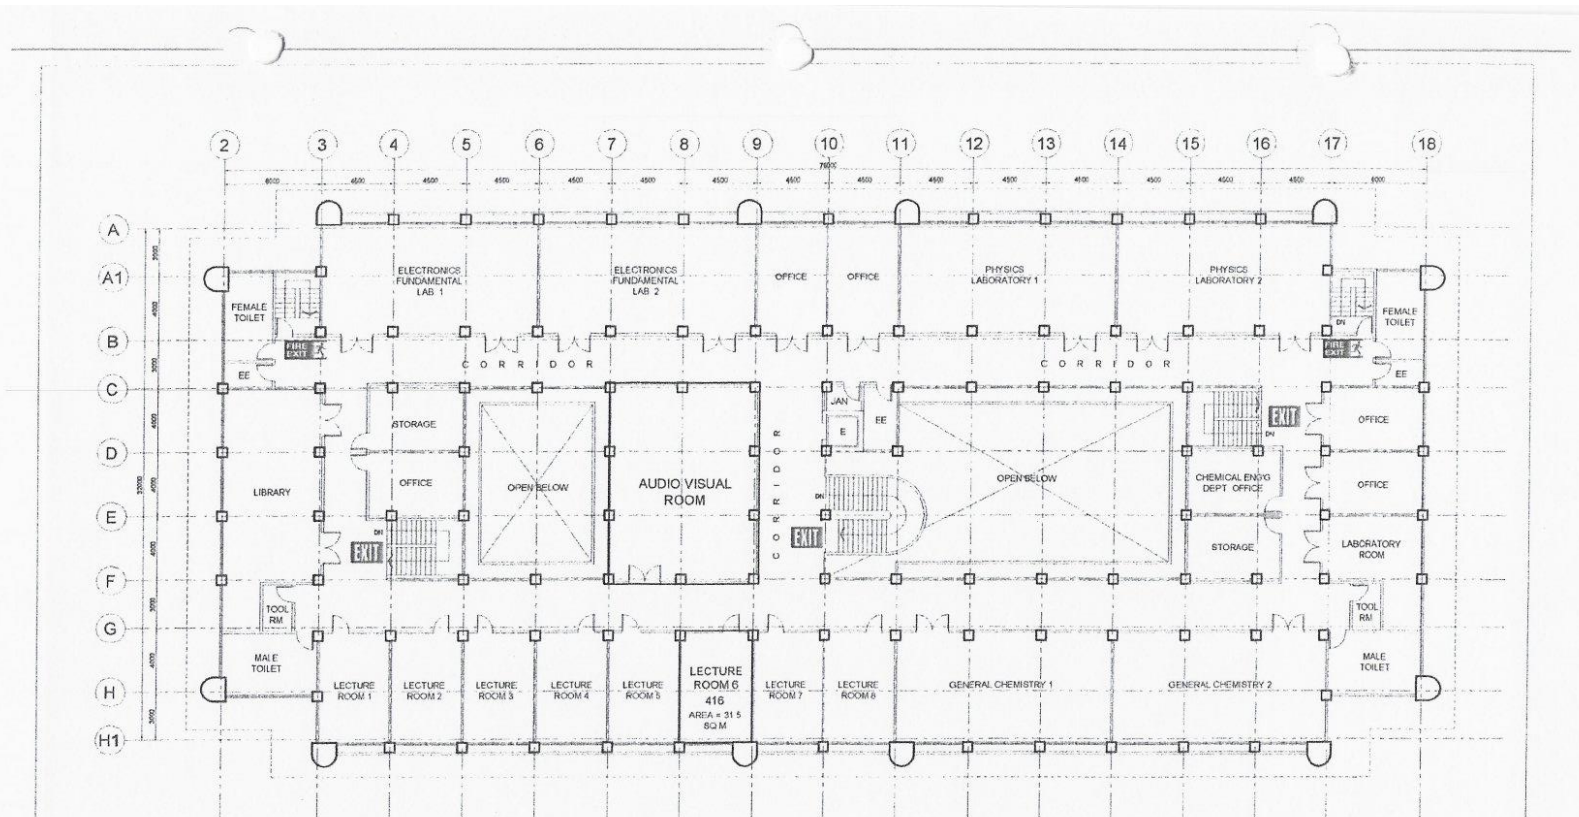 2 3 4 5 6 7 8 9 10 11 12 13 14 15 16 17 18
6000 4500 4500 4500 4500 4500 4500 4500 4500 4500 4500 4500 4500 4500 6000
A
A1
B
C
D
E
F
G
H
H1
ELECTRONICS
FUNDAMENTAL
LAB 1
ELECTRONICS
FUNDAMENTAL
LAB 2
OFFICE
OFFICE
PHYSICS
LABORATORY 1
PHYSICS
LABORATORY 2
FEMALE
TOILET
DN
FEMALE
TOILET
FIRE
EXIT
FIRE
EXIT
CORRIDOR
CORRIDOR
EE
EE
STORAGE
JAN
E
EE
CORRIDOR
EXIT
DN
OFFICE
LIBRARY
OFFICE
OPEN BELOW
AUDIO VISUAL
ROOM
DN
OPEN BELOW
CHEMICAL ENG'G
DEPT OFFICE
OFFICE
DN
EXIT
EXIT
STORAGE
LABORATORY
ROOM
TOOL
RM
TOOL
RM
MALE
TOILET
MALE
TOILET
LECTURE
ROOM 1
LECTURE
ROOM 2
LECTURE
ROOM 3
LECTURE
ROOM 4
LECTURE
ROOM 5
LECTURE
ROOM 6
416
AREA = 31.5
SQ M
LECTURE
ROOM 7
LECTURE
ROOM 8
GENERAL CHEMISTRY 1
GENERAL CHEMISTRY 2